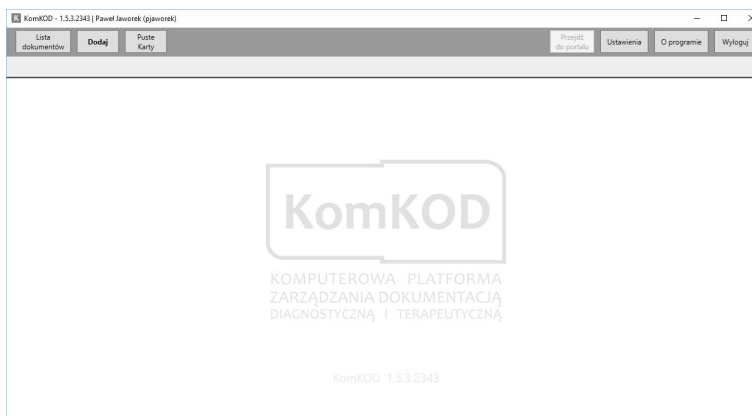 K KomKOD - 1.5.3.2343 | Paweł Jaworek (pjaworek)
Lista
dokumentów
Dodaj
Puste
Karty
Przejdź
do portalu
Ustawienia
O programie
Wyloguj
KomKOD
KOMPUTEROWA PLATFORMA
ZARZĄDZANIA DOKUMENTACJĄ
DIAGNOSTYCZNĄ I TERAPEUTYCZNĄ
KomKOD 1.5.3.2343